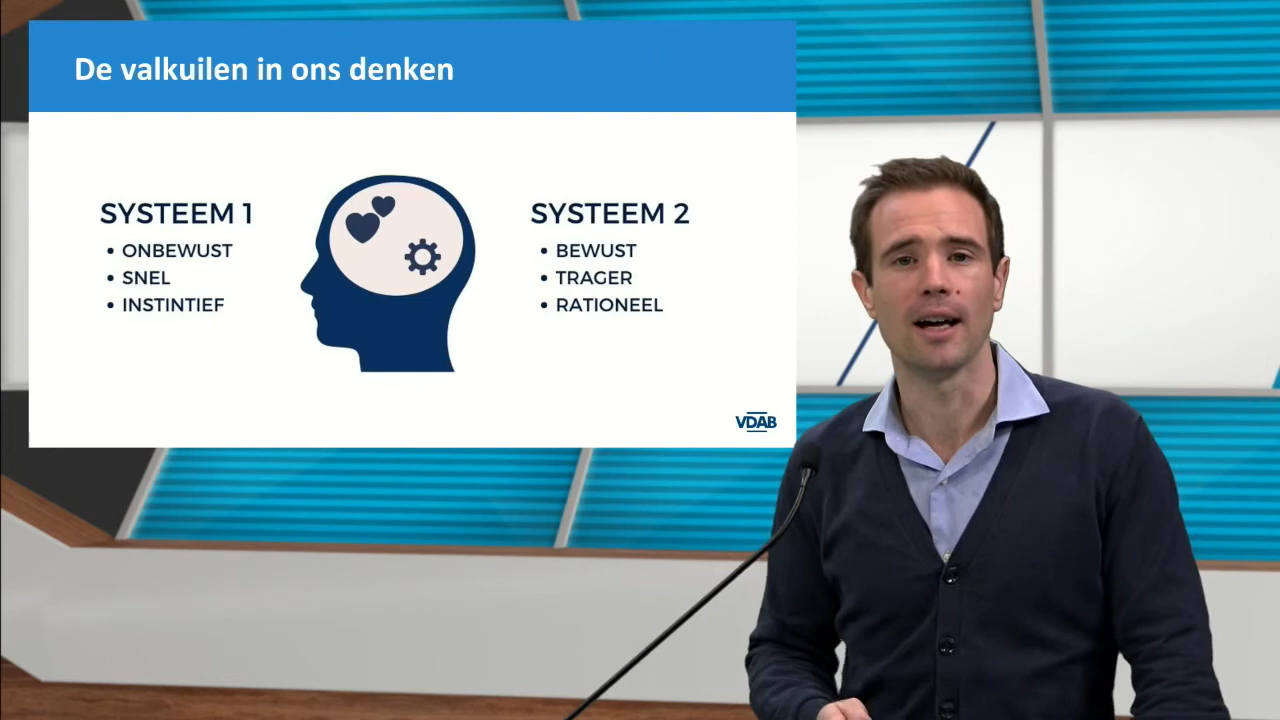 De valkuilen in ons denken
SYSTEEM 1
• ONBEWUST
• SNEL
• INSTINTIEF
SYSTEEM 2
• BEWUST
• TRAGER
• RATIONEEL
VDAB